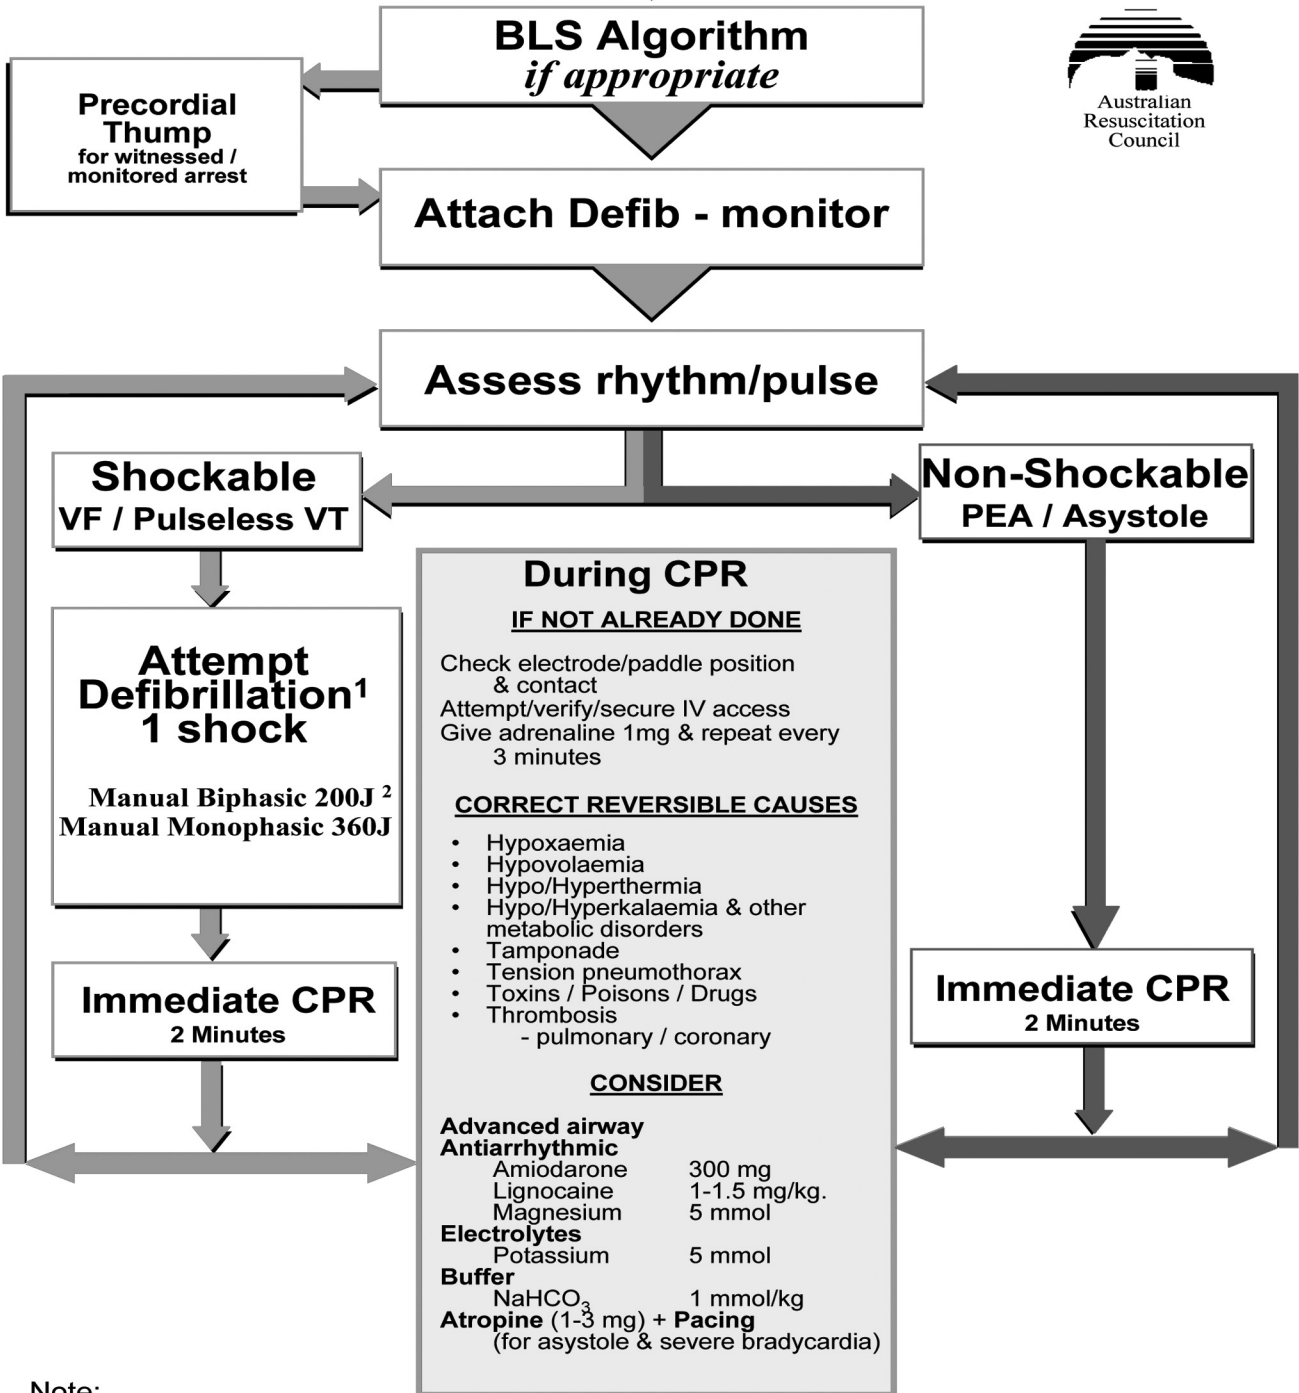 BLS Algorithm
if appropriate
Australian
Resuscitation
Council
Precordial
Thump
for witnessed /
monitored arrest
Attach Defib - monitor
Assess rhythm/pulse
Shockable
VF / Pulseless VT
Non-Shockable
PEA / Asystole
Attempt
Defibrillation¹
1 shock
Manual Biphasic 200J ²
Manual Monophasic 360J
Immediate CPR
2 Minutes
During CPR
IF NOT ALREADY DONE
Check electrode/paddle position
& contact
Attempt/verify/secure IV access
Give adrenaline 1mg & repeat every
3 minutes
CORRECT REVERSIBLE CAUSES
• Hypoxaemia
• Hypovolaemia
• Hypo/Hyperthermia
• Hypo/Hyperkalaemia & other
metabolic disorders
• Tamponade
• Tension pneumothorax
• Toxins / Poisons / Drugs
• Thrombosis
- pulmonary / coronary
CONSIDER
Advanced airway
Antiarrhythmic
Amiodarone 300 mg
Lignocaine 1-1.5 mg/kg.
Magnesium 5 mmol
Electrolytes
Potassium 5 mmol
Buffer
NaHCO₃ 1 mmol/kg
Atropine (1-3 mg) + Pacing
(for asystole & severe bradycardia)
Immediate CPR
2 Minutes
Note: